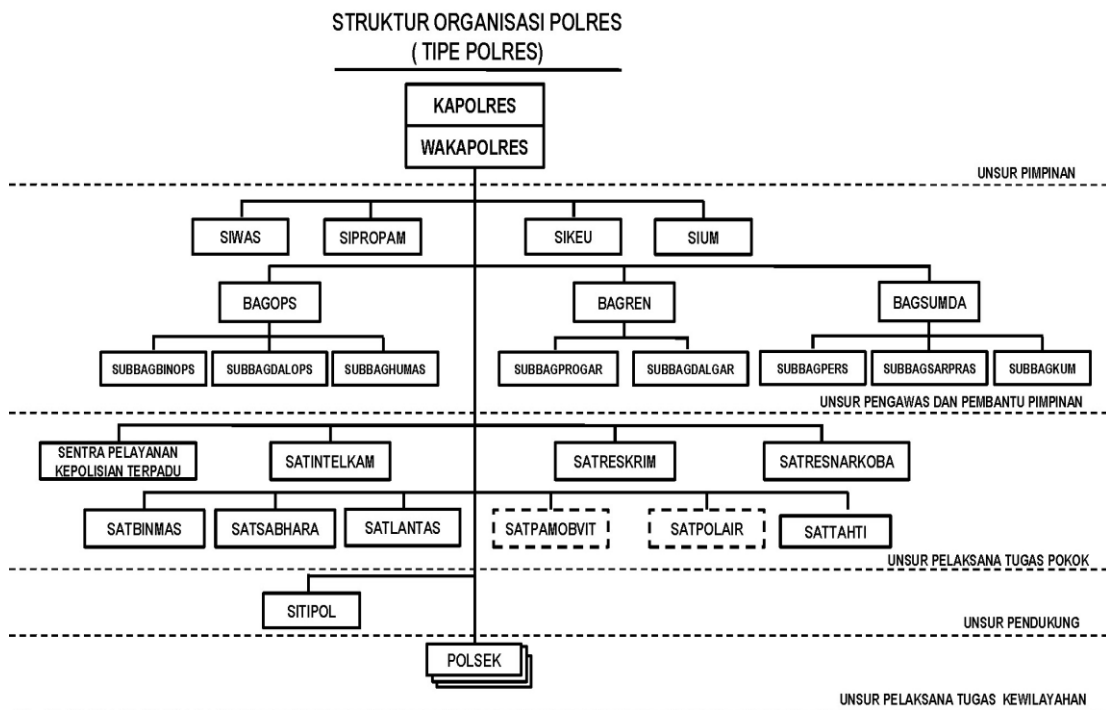 STRUKTUR ORGANISASI POLRES
( TIPE POLRES)
KAPOLRES
WAKAPOLRES
UNSUR PIMPINAN
SIWAS
SIPROPAM
SIKEU
SIUM
BAGOPS
BAGREN
BAGSUMDA
SUBBAGBINOPS
SUBBAGDALOPS
SUBBAGHUMAS
SUBBAGPROGAR
SUBBAGDALGAR
SUBBAGPERS
SUBBAGSARPRAS
SUBBAGKUM
UNSUR PENGAWAS DAN PEMBANTU PIMPINAN
SENTRA PELAYANAN
KEPOLISIAN TERPADU
SATINTELKAM
SATRESKRIM
SATRESNARKOBA
SATBINMAS
SATSABHARA
SATLANTAS
SATPAMOBVIT
SATPOLAIR
SATTAHTI
UNSUR PELAKSANA TUGAS POKOK
SITIPOL
UNSUR PENDUKUNG
POLSEK
UNSUR PELAKSANA TUGAS KEWILAYAHAN